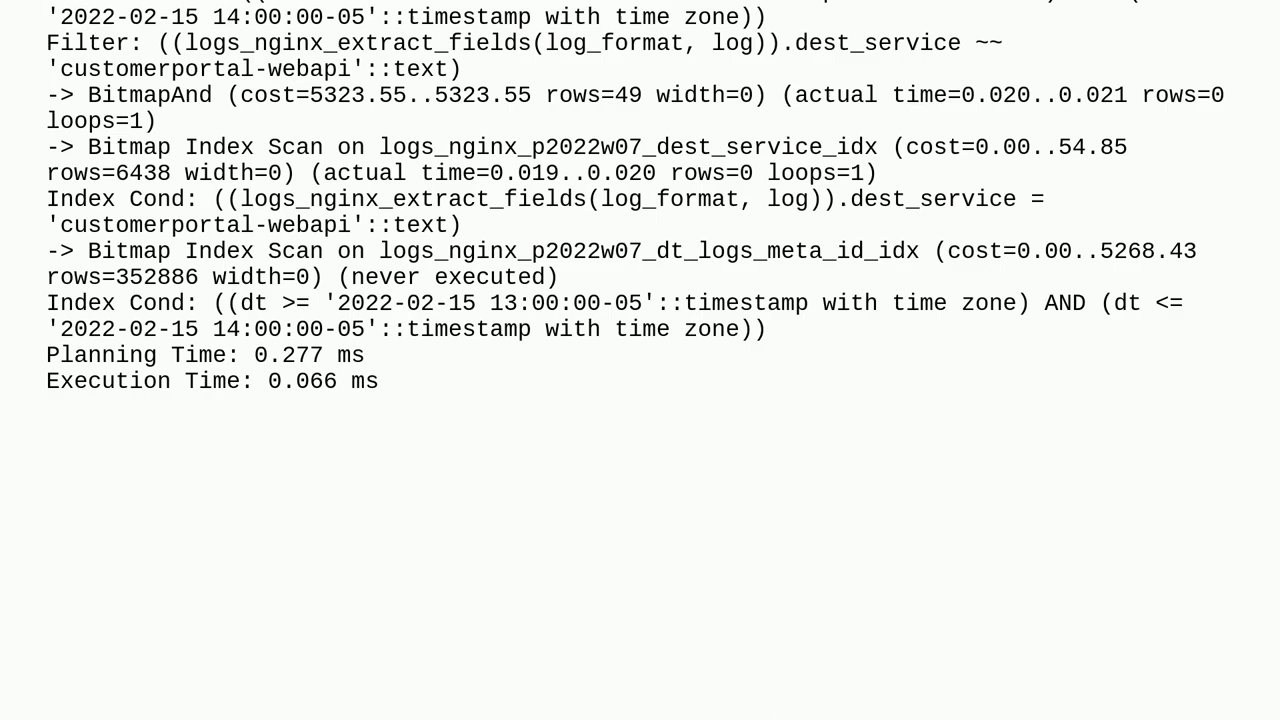 '2022-02-15 14:00:00-05'::timestamp with time zone))
Filter: ((logs_nginx_extract_fields(log_format, log)).dest_service ~~
'customerportal-webapi'::text)
-> BitmapAnd (cost=5323.55..5323.55 rows=49 width=0) (actual time=0.020..0.021 rows=0
loops=1)
-> Bitmap Index Scan on logs_nginx_p2022w07_dest_service_idx (cost=0.00..54.85
rows=6438 width=0) (actual time=0.019..0.020 rows=0 loops=1)
Index Cond: ((logs_nginx_extract_fields(log_format, log)).dest_service =
'customerportal-webapi'::text)
-> Bitmap Index Scan on logs_nginx_p2022w07_dt_logs_meta_id_idx (cost=0.00..5268.43
rows=352886 width=0) (never executed)
Index Cond: ((dt >= '2022-02-15 13:00:00-05'::timestamp with time zone) AND (dt <=
'2022-02-15 14:00:00-05'::timestamp with time zone))
Planning Time: 0.277 ms
Execution Time: 0.066 ms